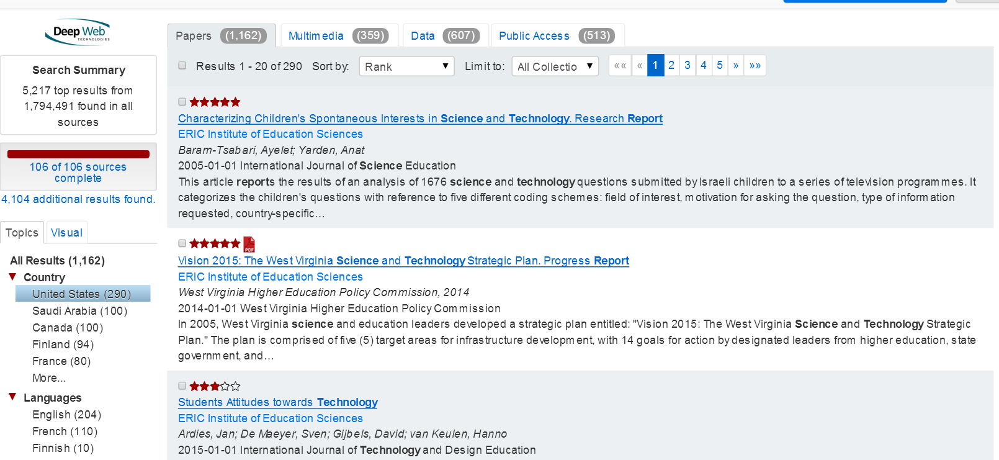 Deep Web
TECHNOLOGIES
Search Summary
5,217 top results from
1,794,491 found in all
sources
106 of 106 sources
complete
4,104 additional results found.
Topics Visual
All Results (1,162)
Country
United States (290)
Saudi Arabia (100)
Canada (100)
Finland (94)
France (80)
More...
Languages
English (204)
French (110)
Finnish (10)
Papers (1,162) Multimedia (359) Data (607) Public Access (513)
Results 1 - 20 of 290 Sort by: Rank Limit to: All Collectio «« « 1 2 3 4 5 » »»
Characterizing Children's Spontaneous Interests in Science and Technology. Research Report
ERIC Institute of Education Sciences
Baram-Tsabari, Ayelet; Yarden, Anat
2005-01-01 International Journal of Science Education
This article reports the results of an analysis of 1676 science and technology questions submitted by Israeli children to a series of television programmes. It
categorizes the children's questions with reference to five different coding schemes: field of interest, motivation for asking the question, type of information
requested, country-specific…
PDF
Vision 2015: The West Virginia Science and Technology Strategic Plan. Progress Report
ERIC Institute of Education Sciences
West Virginia Higher Education Policy Commission, 2014
2014-01-01 West Virginia Higher Education Policy Commission
In 2005, West Virginia science and education leaders developed a strategic plan entitled: "Vision 2015: The West Virginia Science and Technology Strategic
Plan." The plan is comprised of five (5) target areas for infrastructure development, with 14 goals for action by designated leaders from higher education, state
government, and…
Students Attitudes towards Technology
ERIC Institute of Education Sciences
Ardies, Jan; De Maeyer, Sven; Gijbels, David; van Keulen, Hanno
2015-01-01 International Journal of Technology and Design Education